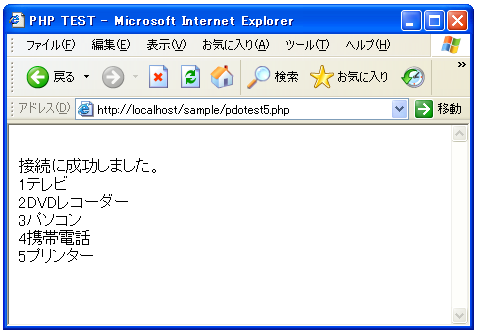 PHP TEST - Microsoft Internet Explorer
ファイル(F) 編集(E) 表示(V) お気に入り(A) ツール(T) ヘルプ(H)
戻る 検索 お気に入り »
アドレス(D) http://localhost/sample/pdotest5.php 移動
接続に成功しました。
1テレビ
2DVDレコーダー
3パソコン
4携帯電話
5プリンター